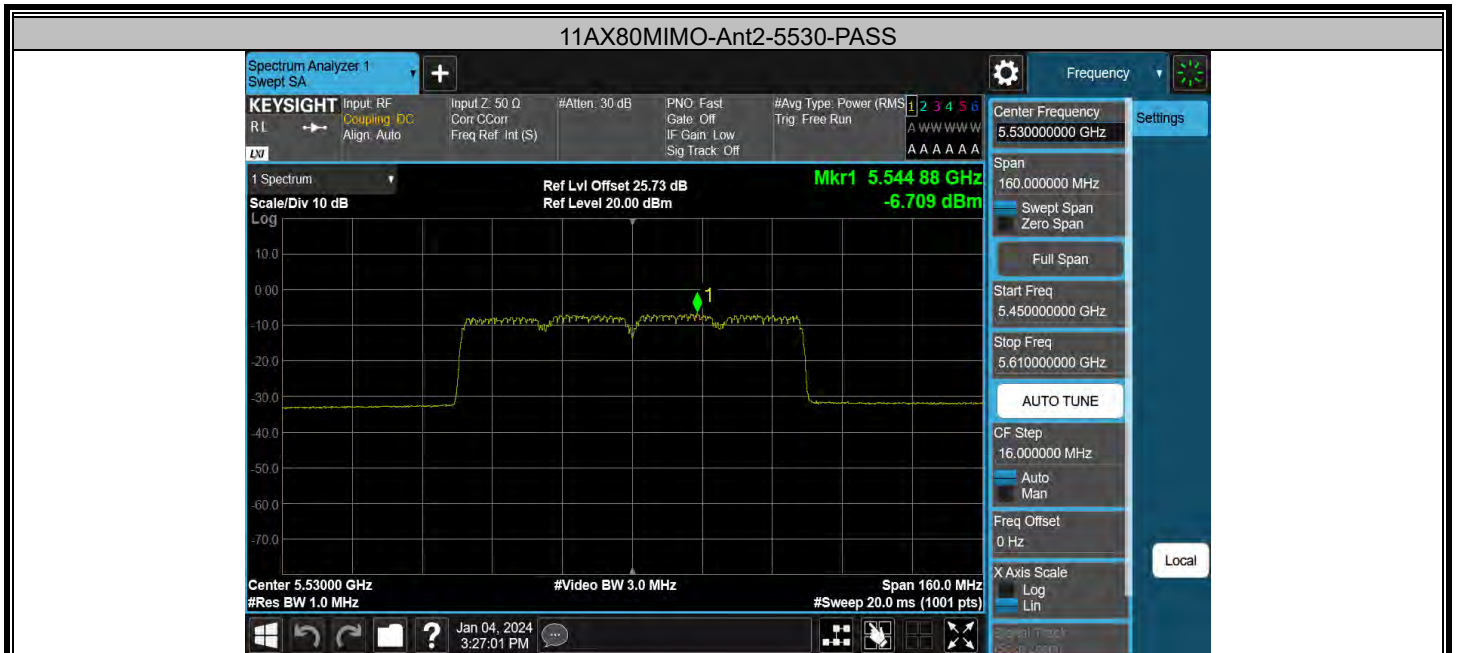 11AX80MIMO-Ant2-5530-PASS
Spectrum Analyzer 1
Swept SA
+
Frequency
KEYSIGHT
RL
LXI
Input: RF
Coupling: DC
Align: Auto
Input Z: 50 Ω
Corr CCorr
Freq Ref: Int (S)
#Atten: 30 dB
PNO: Fast
Gate: Off
IF Gain: Low
Sig Track: Off
#Avg Type: Power (RMS
Trig: Free Run
1 2 3 4 5 6
A W W W W W
A A A A A A
1 Spectrum
Scale/Div 10 dB
Log
Ref Lvl Offset 25.73 dB
Ref Level 20.00 dBm
Mkr1 5.544 88 GHz
-6.709 dBm
10.0
0.00
-10.0
-20.0
-30.0
-40.0
-50.0
-60.0
-70.0
1
Center 5.53000 GHz
#Res BW 1.0 MHz
#Video BW 3.0 MHz
Span 160.0 MHz
#Sweep 20.0 ms (1001 pts)
?
Jan 04, 2024
3:27:01 PM
Center Frequency
5.530000000 GHz
Span
160.000000 MHz
Swept Span
Zero Span
Full Span
Start Freq
5.450000000 GHz
Stop Freq
5.610000000 GHz
AUTO TUNE
CF Step
16.000000 MHz
Auto
Man
Freq Offset
0 Hz
X Axis Scale
Log
Lin
Signal Track
Settings
Local